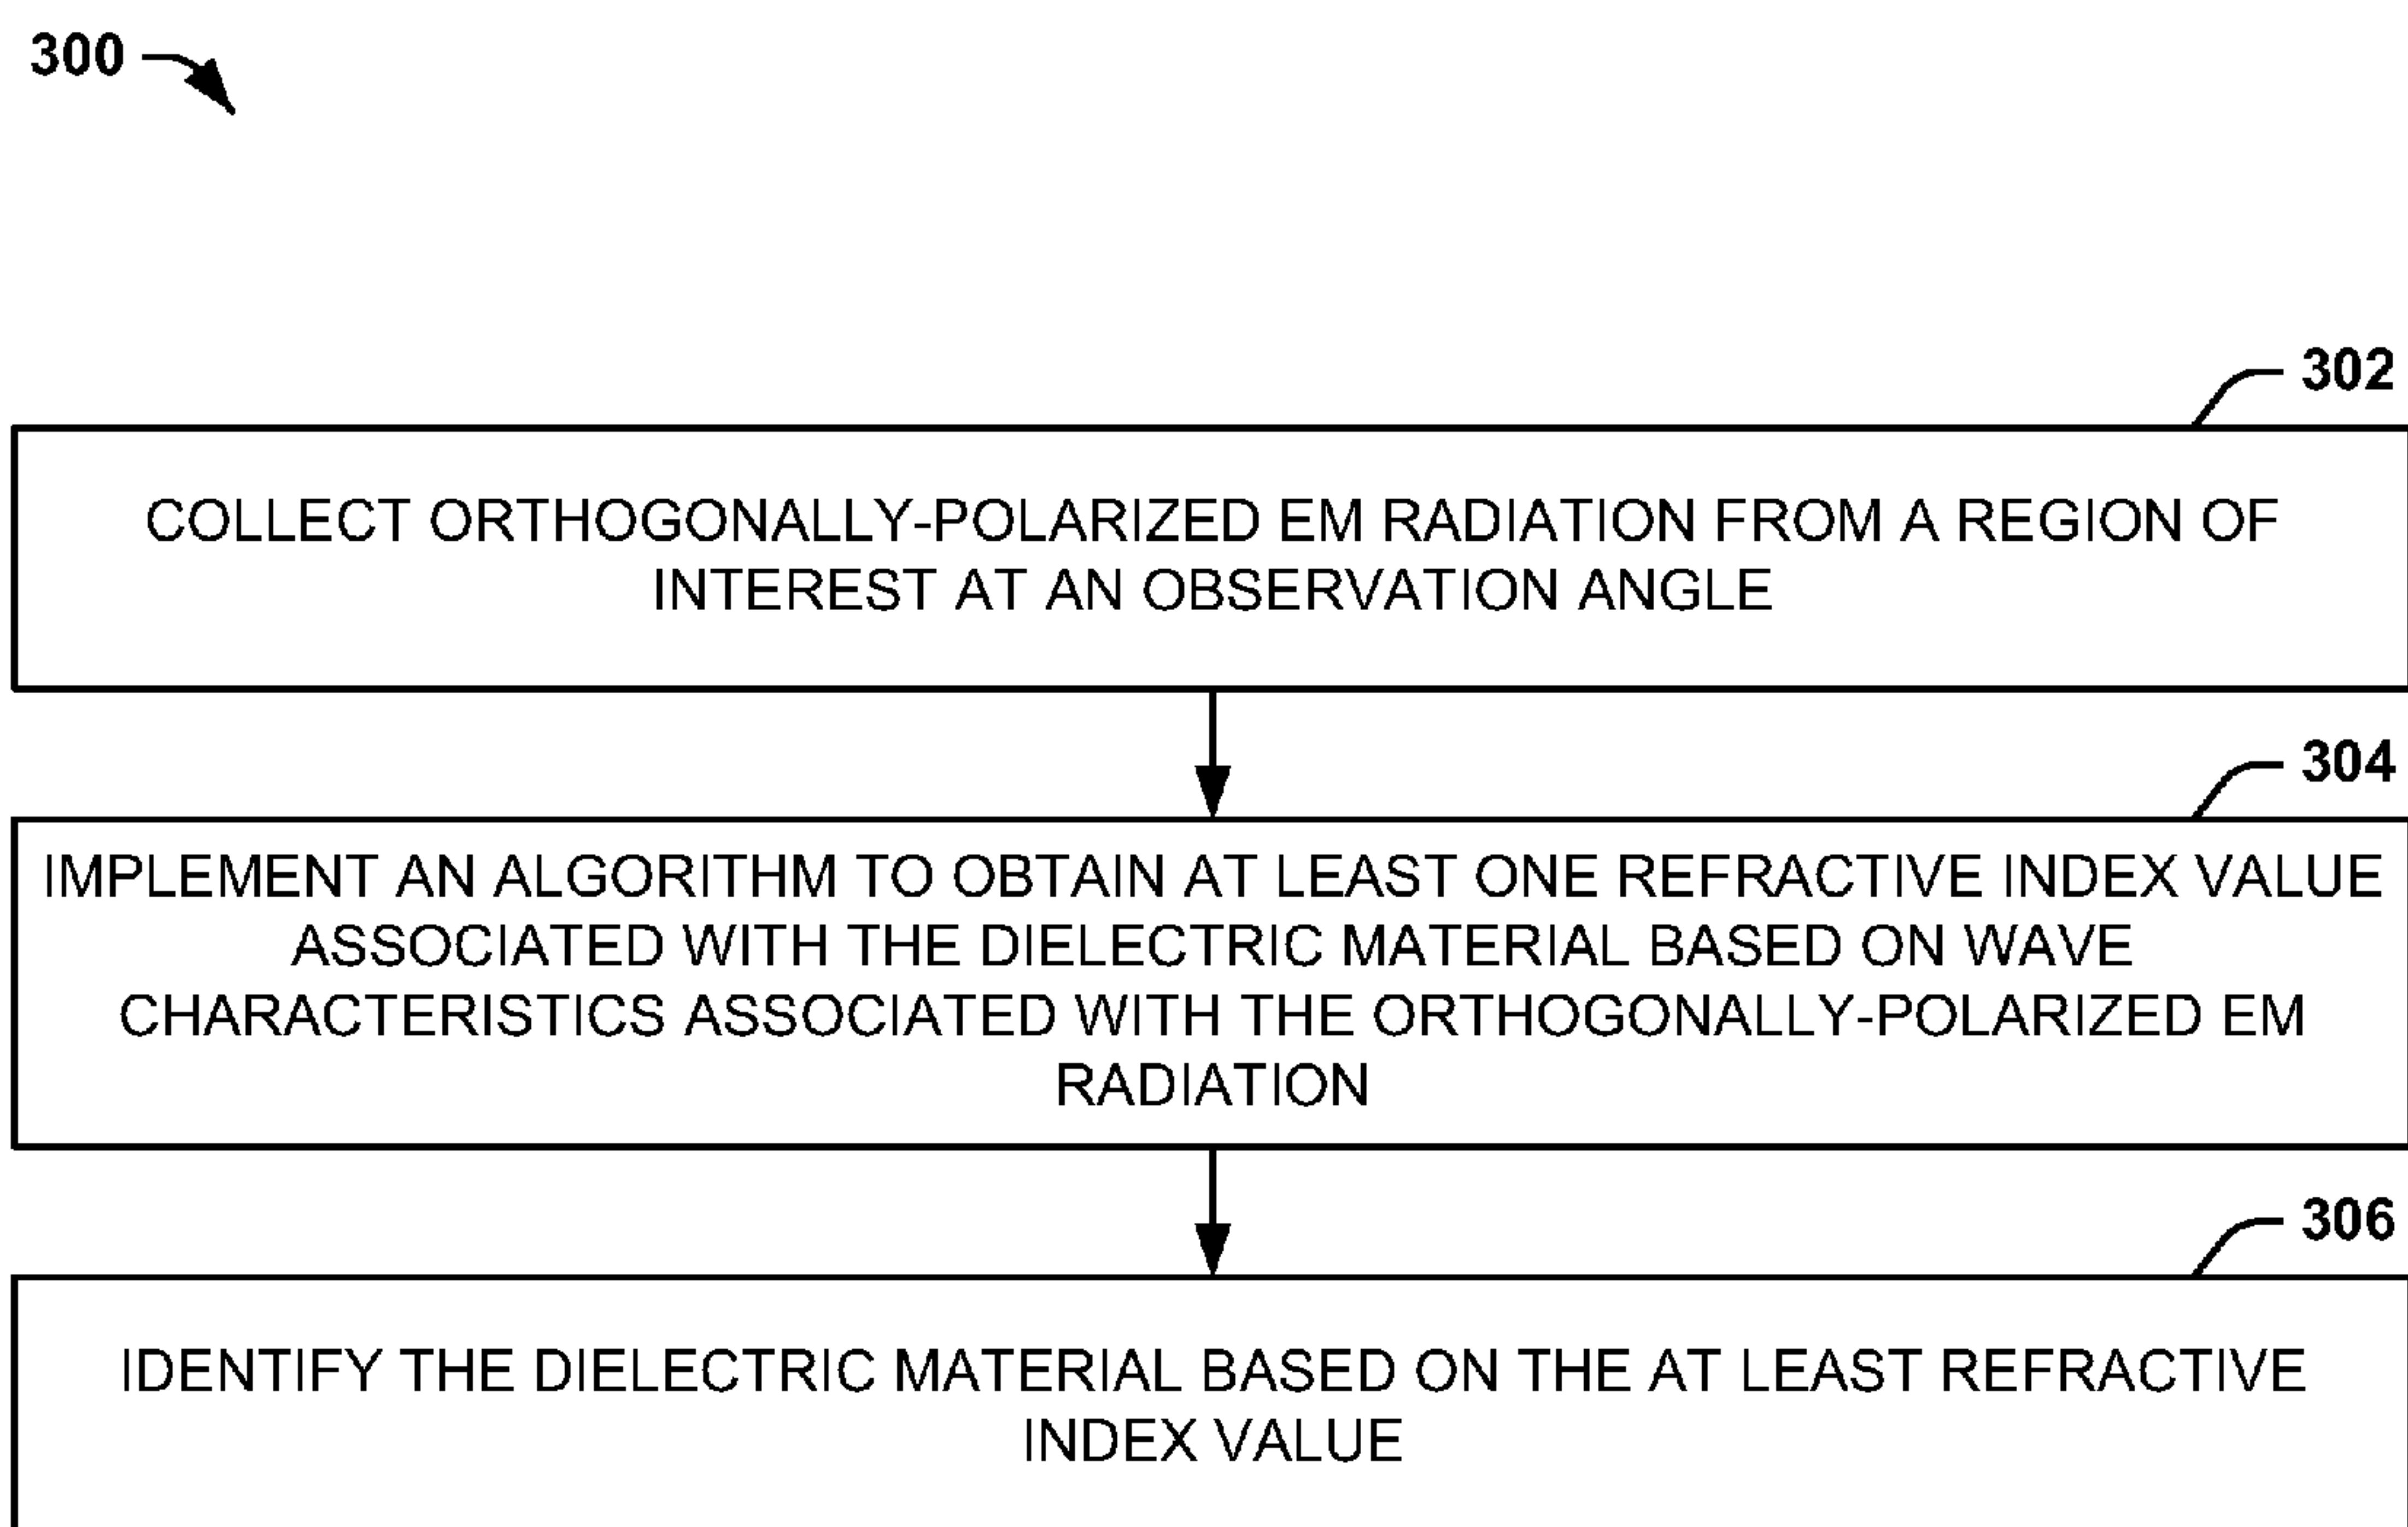 300
302
COLLECT ORTHOGONALLY-POLARIZED EM RADIATION FROM A REGION OF
INTEREST AT AN OBSERVATION ANGLE
304
IMPLEMENT AN ALGORITHM TO OBTAIN AT LEAST ONE REFRACTIVE INDEX VALUE
ASSOCIATED WITH THE DIELECTRIC MATERIAL BASED ON WAVE
CHARACTERISTICS ASSOCIATED WITH THE ORTHOGONALLY-POLARIZED EM
RADIATION
306
IDENTIFY THE DIELECTRIC MATERIAL BASED ON THE AT LEAST REFRACTIVE
INDEX VALUE